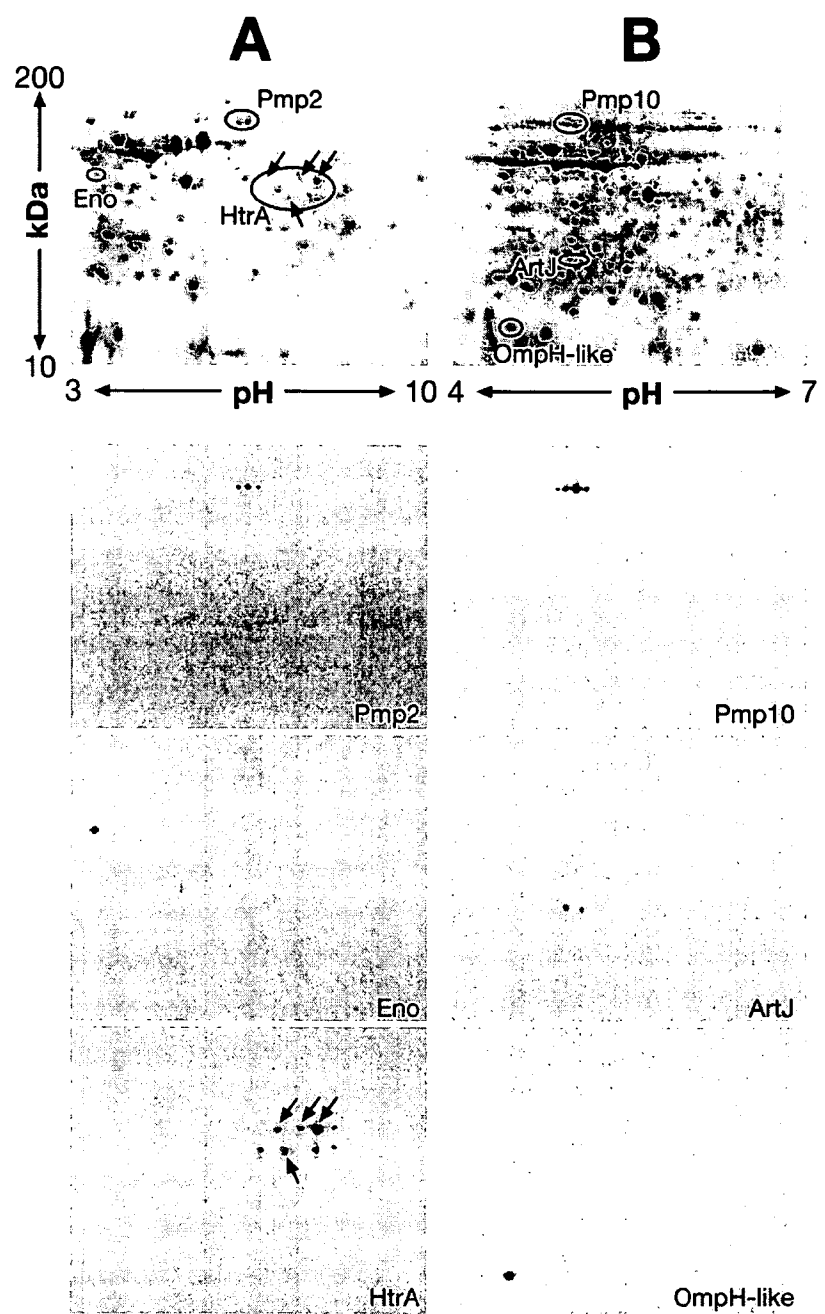 A
B
200
Pmp2
Pmp10
kDa
Eno
HtrA
ArtJ
OmpH-like
10
3 pH 10
4 pH 7
Pmp2
Pmp10
Eno
ArtJ
HtrA
OmpH-like